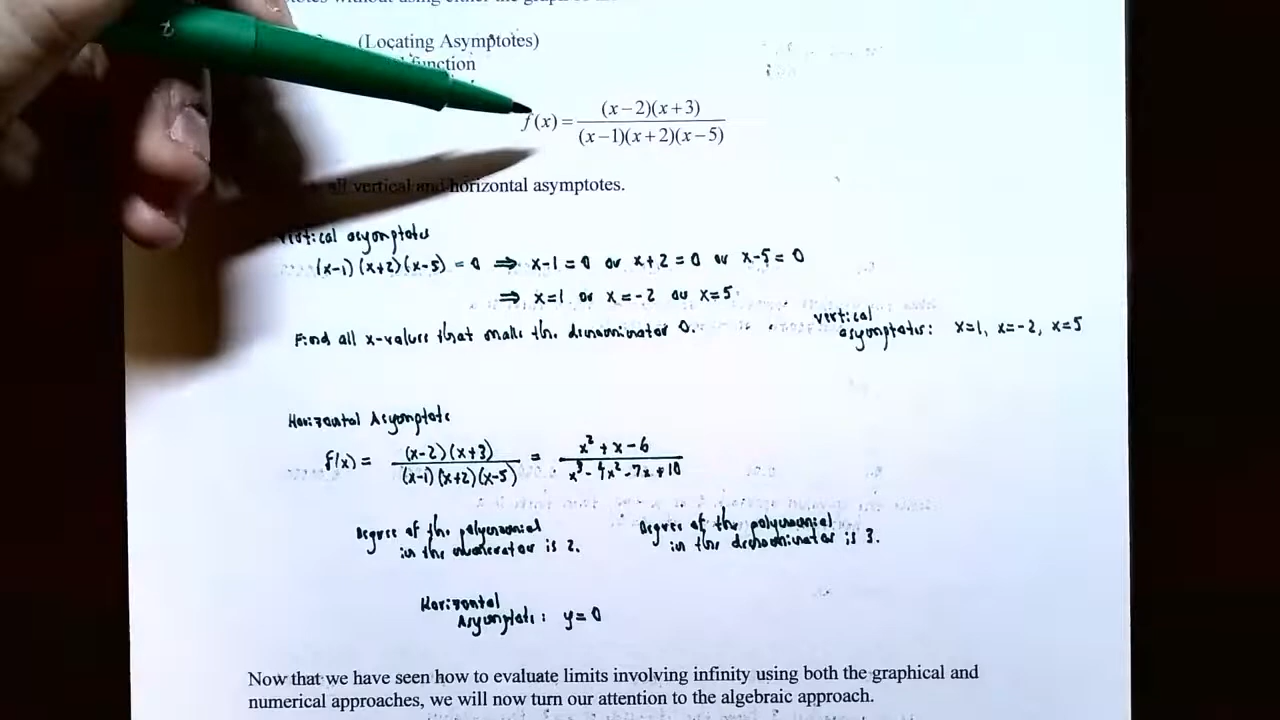 (Locating Asymptotes)
function
f(x) = (x−2)(x+3) / (x−1)(x+2)(x−5)
all vertical and horizontal asymptotes.
asymptotes
(x-1)(x+2)(x-5) = 0 ⇒ x-1=0 or x+2=0 or x-5=0
⇒ x=1 or x=-2 or x=5
Find all x-values that make the denominator 0.
vertical
asymptotes: x=1, x=-2, x=5
Horizontal Asymptote
f(x) = (x-2)(x+3) / (x-1)(x+2)(x-5) = x²+x-6 / x³-4x²-7x+10
Degree of the polynomial
in the numerator is 2.
Degree of the polynomial
in the denominator is 3.
Horizontal
Asymptote: y=0
Now that we have seen how to evaluate limits involving infinity using both the graphical and
numerical approaches, we will now turn our attention to the algebraic approach.